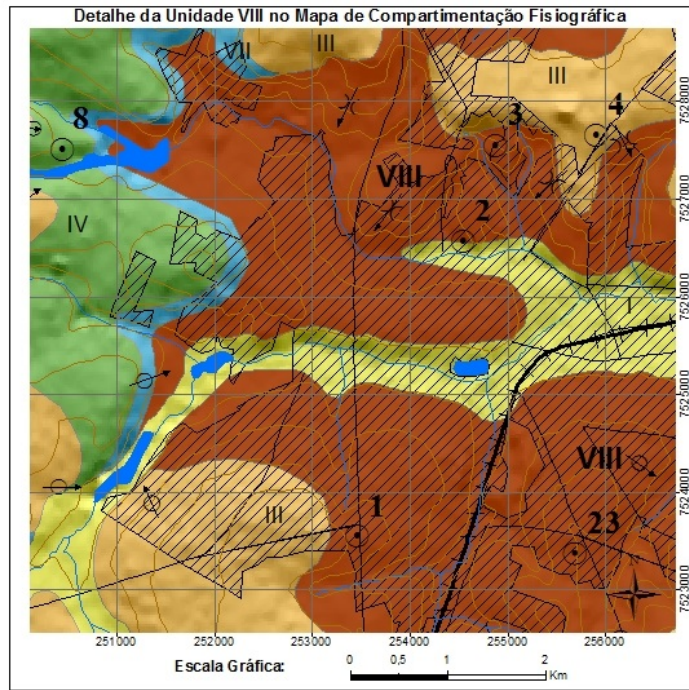 Detalhe da Unidade VIII no Mapa de Compartimentação Fisiográfica
III
VII
III
8
3
4
7528000
VIII
7527000
IV
2
7526000
I
7525000
VIII
III
1
23
7524000
7523000
251000 252000 253000 254000 255000 256000
Escala Gráfica:
0 0,5 1 2
Km